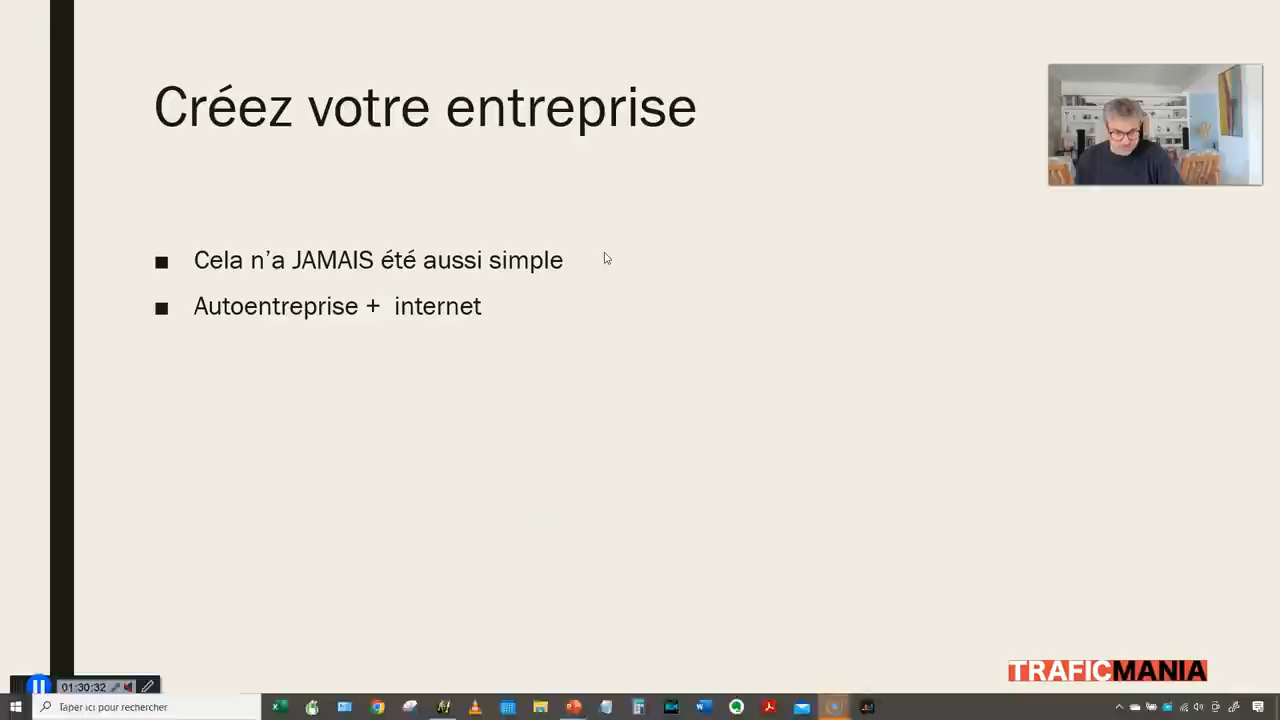 Créez votre entreprise
■ Cela n’a JAMAIS été aussi simple
■ Autoentreprise + internet
TRAFICMANIA
01:30:32
Taper ici pour rechercher